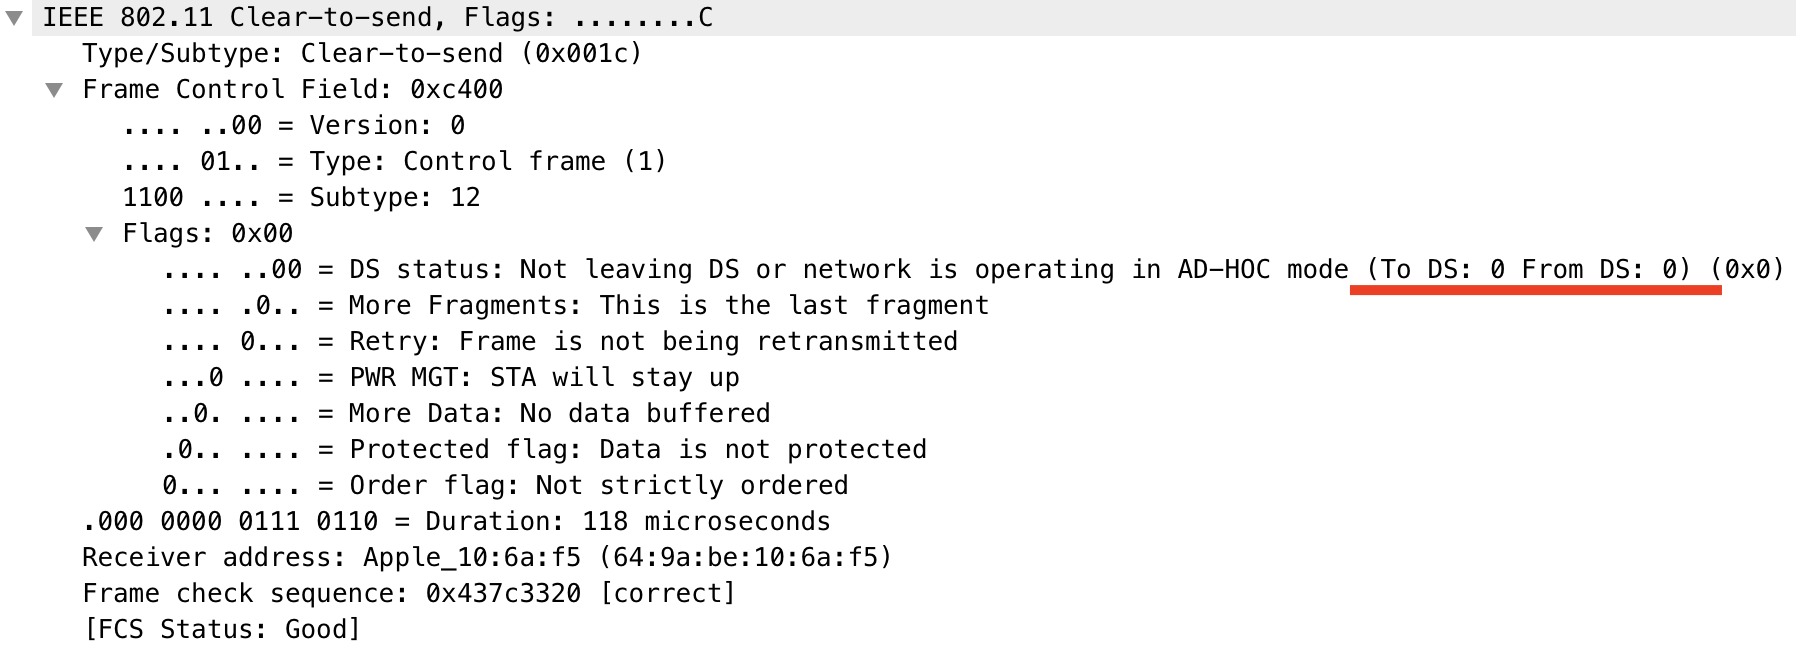 IEEE 802.11 Clear-to-send, Flags: ........C
Type/Subtype: Clear-to-send (0x001c)
Frame Control Field: 0xc400
.... ..00 = Version: 0
.... 01.. = Type: Control frame (1)
1100 .... = Subtype: 12
Flags: 0x00
.... ..00 = DS status: Not leaving DS or network is operating in AD-HOC mode (To DS: 0 From DS: 0) (0x0)
.... .0.. = More Fragments: This is the last fragment
.... 0... = Retry: Frame is not being retransmitted
...0 .... = PWR MGT: STA will stay up
..0. .... = More Data: No data buffered
.0.. .... = Protected flag: Data is not protected
0... .... = Order flag: Not strictly ordered
.000 0000 0111 0110 = Duration: 118 microseconds
Receiver address: Apple_10:6a:f5 (64:9a:be:10:6a:f5)
Frame check sequence: 0x437c3320 [correct]
[FCS Status: Good]